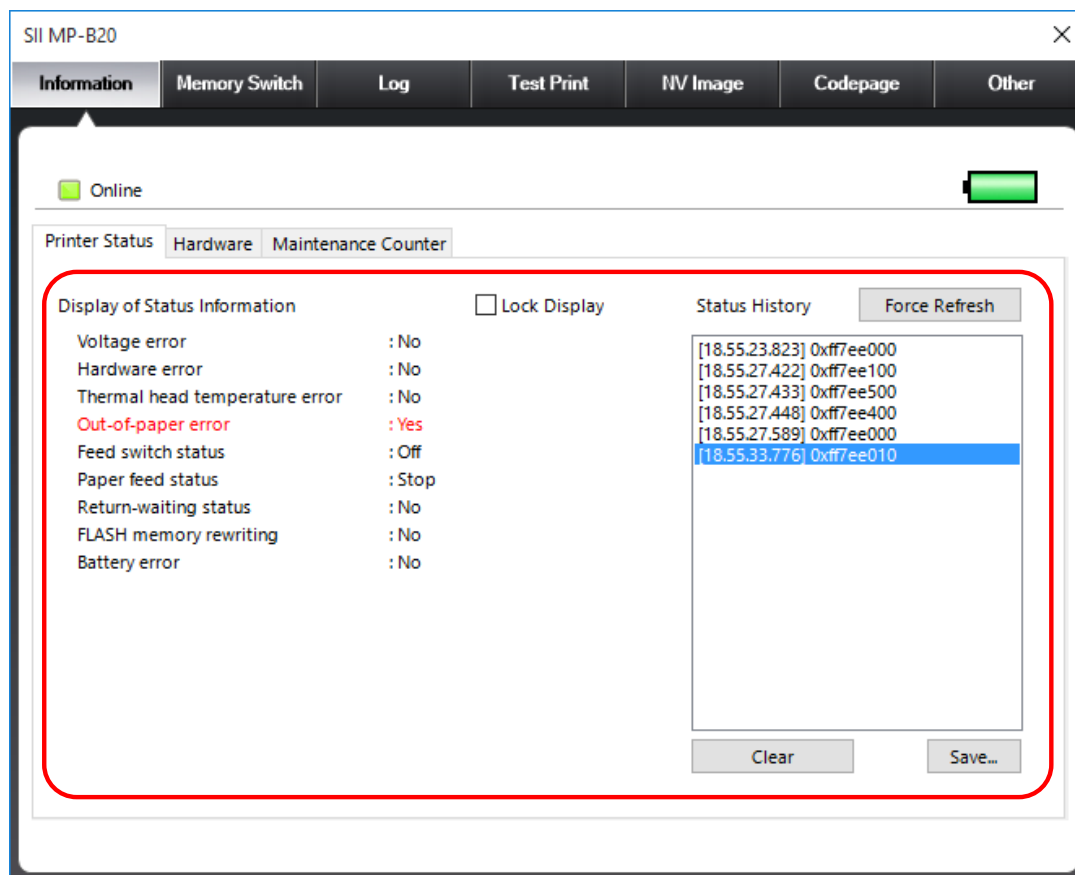 SII MP-B20
Information Memory Switch Log Test Print NV Image Codepage Other
Online
Printer Status Hardware Maintenance Counter
Display of Status Information Lock Display Status History Force Refresh
Voltage error : No
Hardware error : No
Thermal head temperature error : No
Out-of-paper error : Yes
Feed switch status : Off
Paper feed status : Stop
Return-waiting status : No
FLASH memory rewriting : No
Battery error : No
[18.55.23.823] 0xff7ee000
[18.55.27.422] 0xff7ee100
[18.55.27.433] 0xff7ee500
[18.55.27.448] 0xff7ee400
[18.55.27.589] 0xff7ee000
[18.55.33.776] 0xff7ee010
Clear Save...